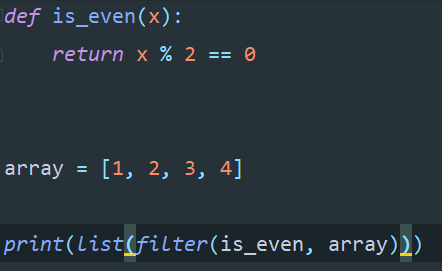 def is_even(x):
    return x % 2 == 0
array = [1, 2, 3, 4]
print(list(filter(is_even, array)))